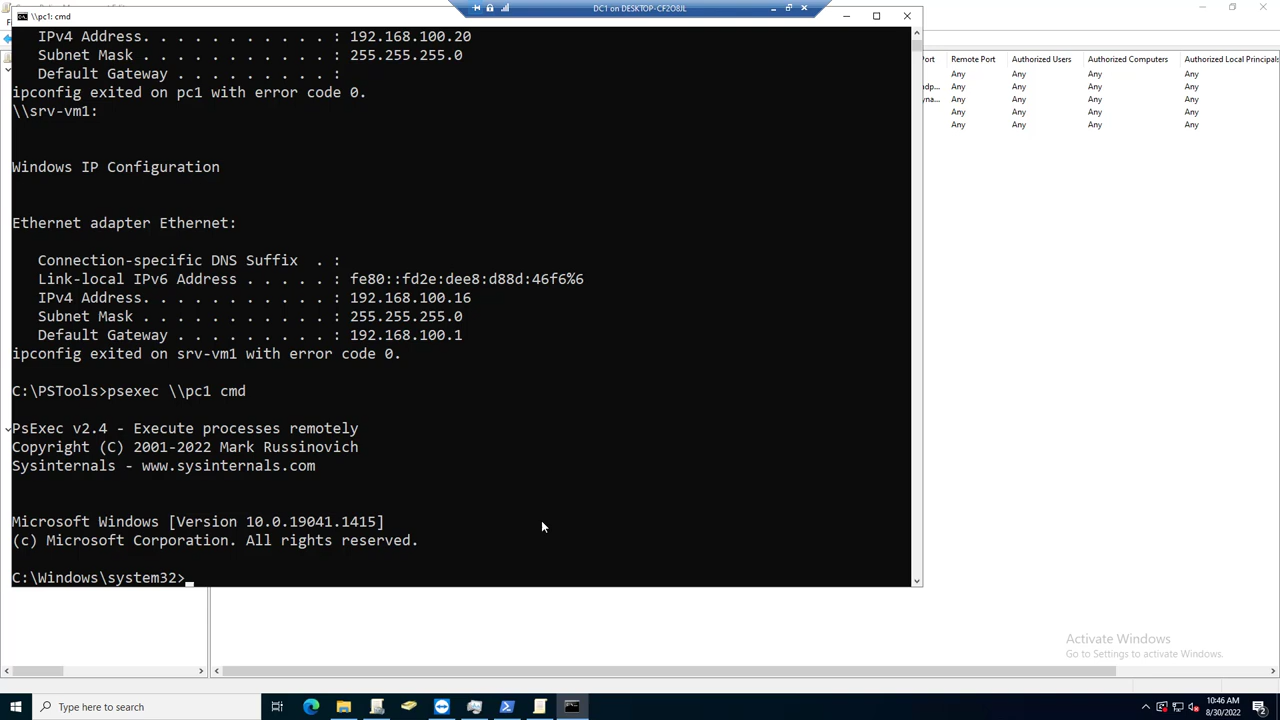 DC1 on DESKTOP-CF2O8JL
\\pc1: cmd
IPv4 Address. . . . . . . . . . . : 192.168.100.20
Subnet Mask . . . . . . . . . . . : 255.255.255.0
Default Gateway . . . . . . . . . :
ipconfig exited on pc1 with error code 0.
\\srv-vm1:
Windows IP Configuration
Ethernet adapter Ethernet:
Connection-specific DNS Suffix  . :
Link-local IPv6 Address . . . . . : fe80::fd2e:dee8:d88d:46f6%6
IPv4 Address. . . . . . . . . . . : 192.168.100.16
Subnet Mask . . . . . . . . . . . : 255.255.255.0
Default Gateway . . . . . . . . . : 192.168.100.1
ipconfig exited on srv-vm1 with error code 0.
C:\PSTools>psexec \\pc1 cmd
PsExec v2.4 - Execute processes remotely
Copyright (C) 2001-2022 Mark Russinovich
Sysinternals - www.sysinternals.com
Microsoft Windows [Version 10.0.19041.1415]
(c) Microsoft Corporation. All rights reserved.
C:\Windows\system32>
Remote Port Authorized Users Authorized Computers Authorized Local Principals
Any Any Any Any
Any Any Any Any
Any Any Any Any
Any Any Any Any
Any Any Any Any
Activate Windows
Go to Settings to activate Windows.
Type here to search
10:46 AM
8/30/2022
2